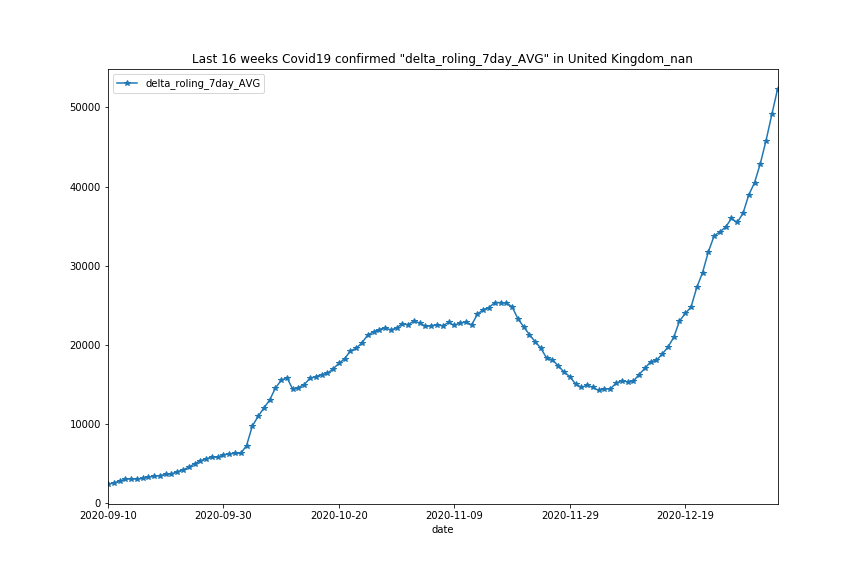 Last 16 weeks Covid19 confirmed "delta_roling_7day_AVG" in United Kingdom_nan
delta_roling_7day_AVG
50000
40000
30000
20000
10000
0
2020-09-10 2020-09-30 2020-10-20 2020-11-09 2020-11-29 2020-12-19
date